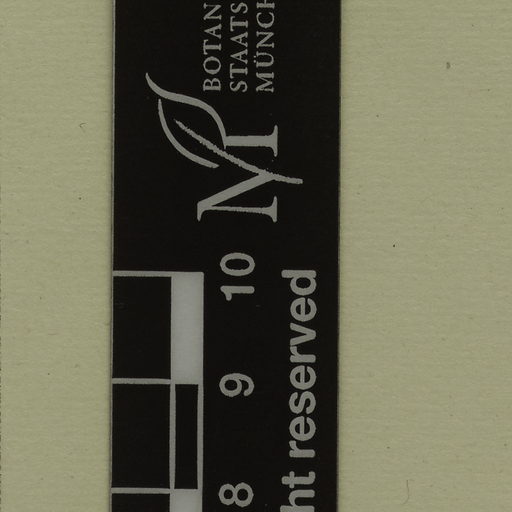 BOTAN
STAATS
MÜNCH
M
10
9
8
ht reserved